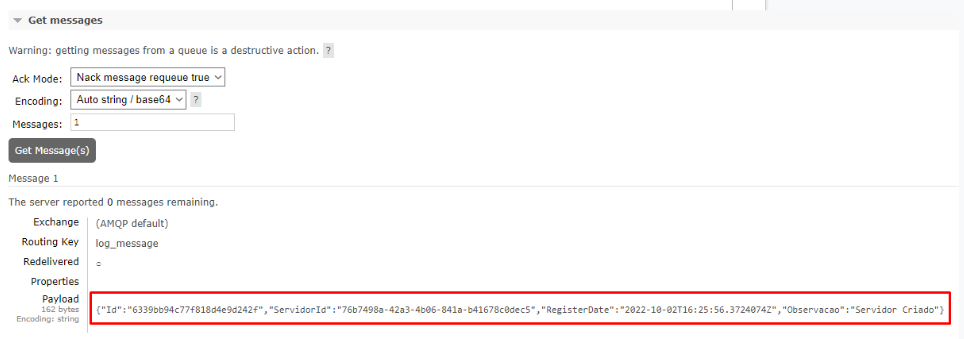 Get messages
Warning: getting messages from a queue is a destructive action. ?
Ack Mode: Nack message requeue true
Encoding: Auto string / base64 ?
Messages: 1
Get Message(s)
Message 1
The server reported 0 messages remaining.
Exchange (AMQP default)
Routing Key log_message
Redelivered ○
Properties
Payload
162 bytes
Encoding: string
{"Id":"6339bb94c77f818d4e9d242f","ServidorId":"76b7498a-42a3-4b06-841a-b41678c0dec5","RegisterDate":"2022-10-02T16:25:56.3724074Z","Observacao":"Servidor Criado"}